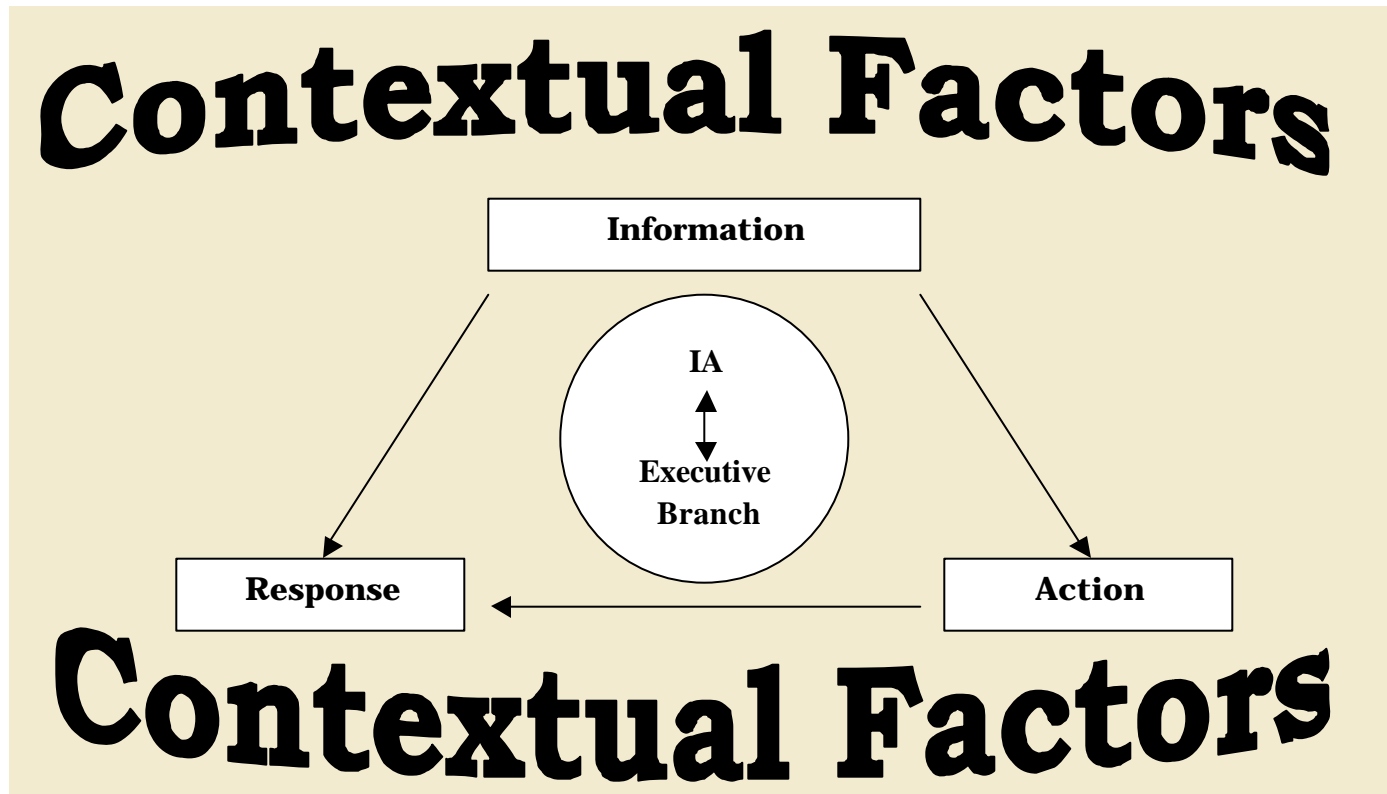 Contextual Factors
Information
IA
Executive
Branch
Response
Action
Contextual Factors